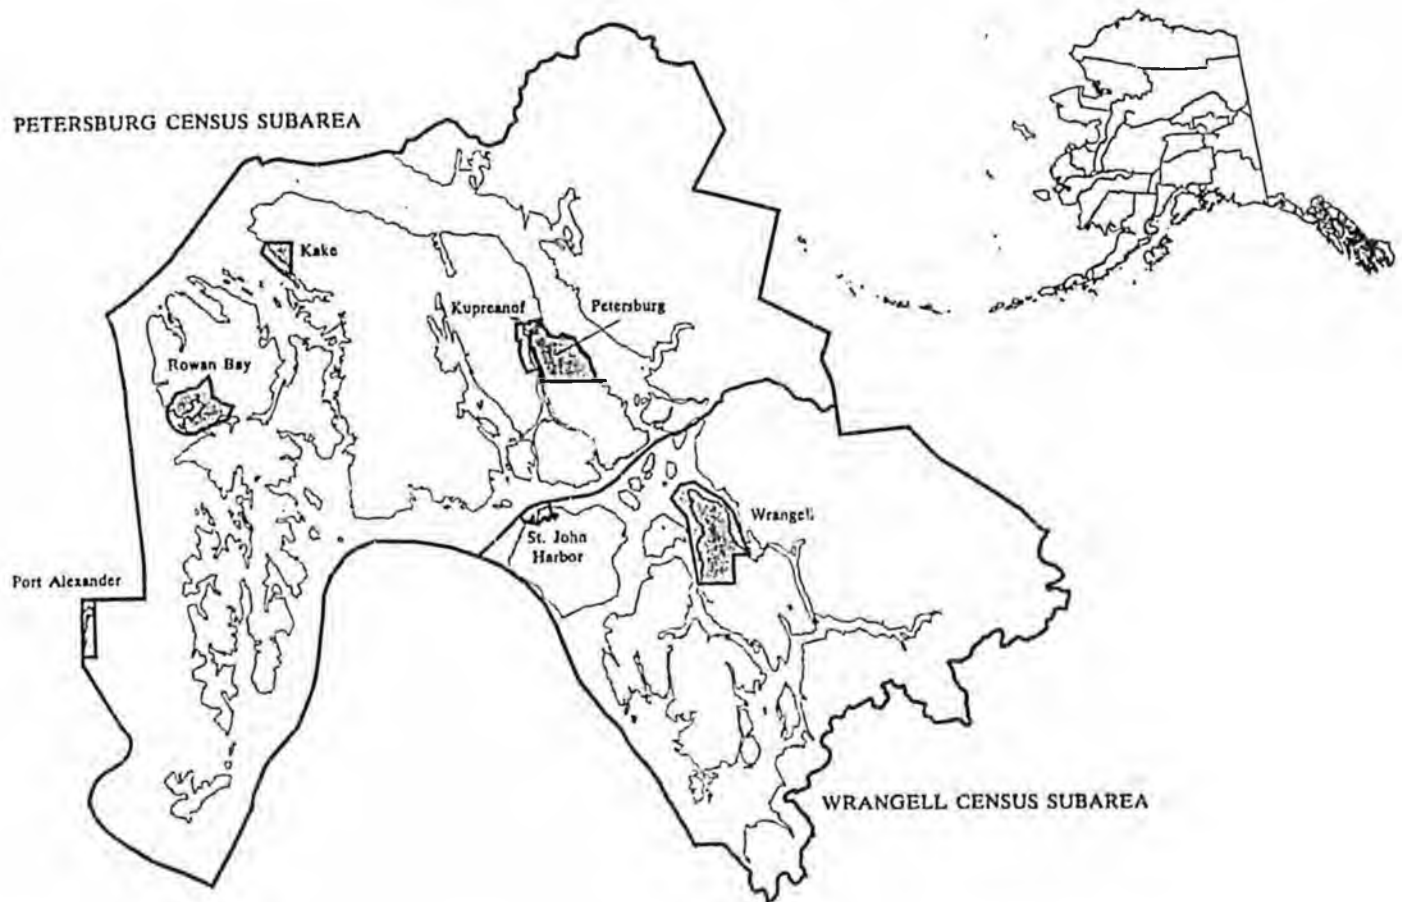 PETERSBURG CENSUS SUBAREA
Kake
Kupreanof
Petersburg
Rowan Bay
Wrangell
St. John
Harbor
Port Alexander
WRANGELL CENSUS SUBAREA